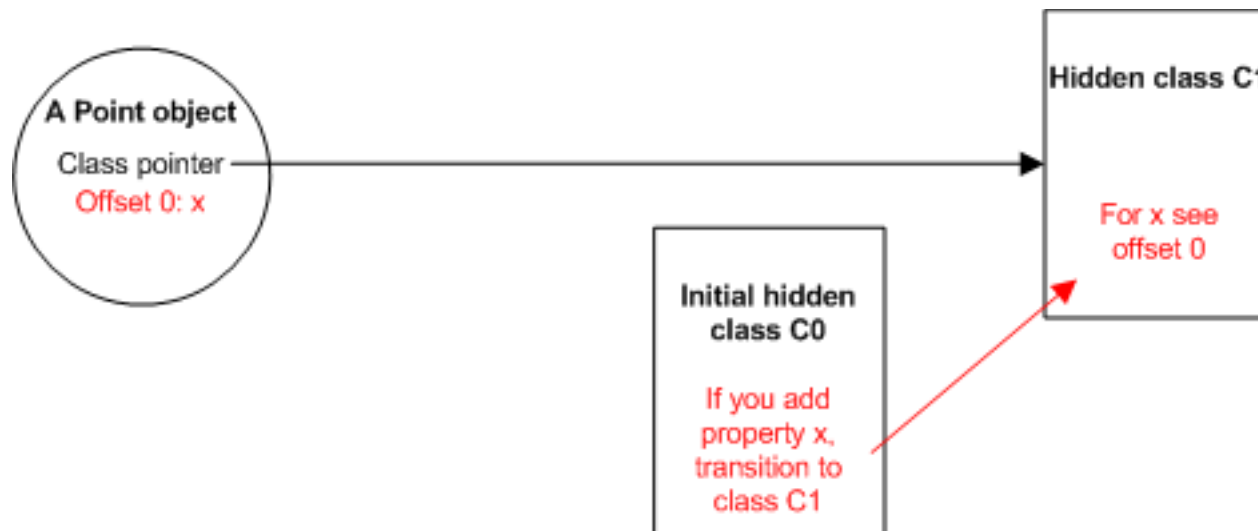 A Point object
Class pointer
Offset 0: x
Hidden class C1
For x see
offset 0
Initial hidden
class C0
If you add
property x,
transition to
class C1